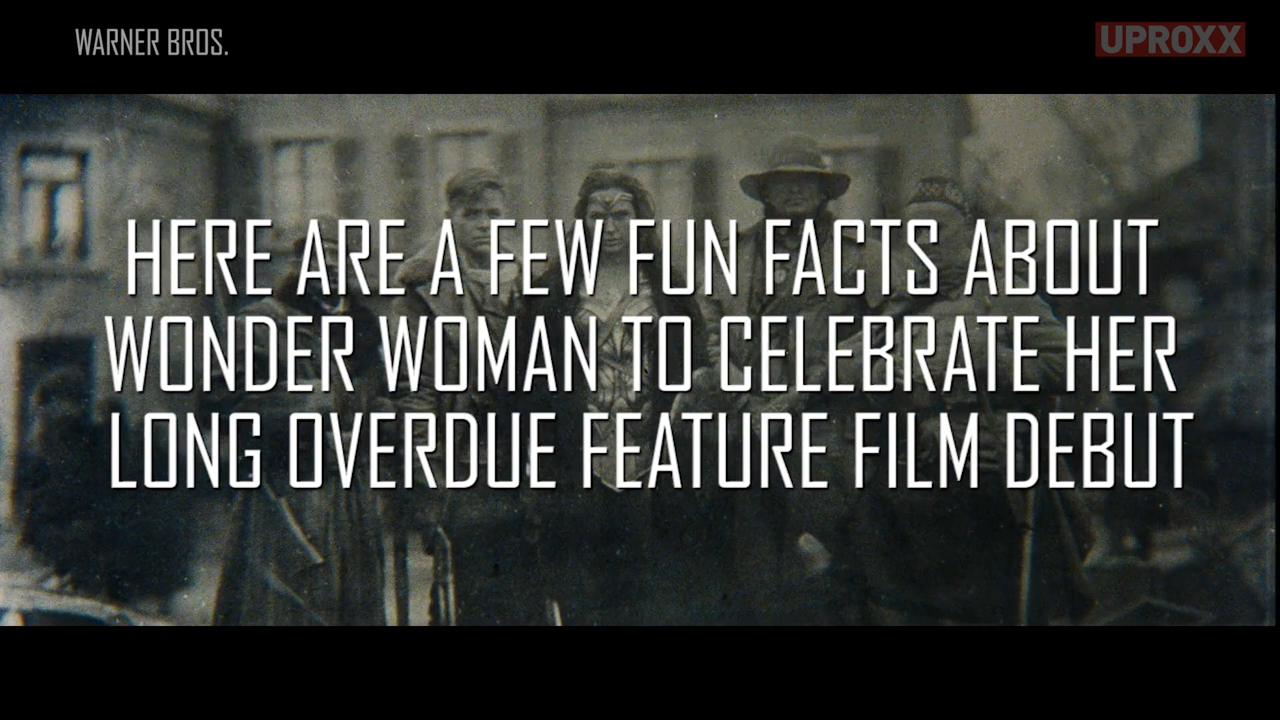 WARNER BROS.
UPROXX
HERE ARE A FEW FUN FACTS ABOUT
WONDER WOMAN TO CELEBRATE HER
LONG OVERDUE FEATURE FILM DEBUT